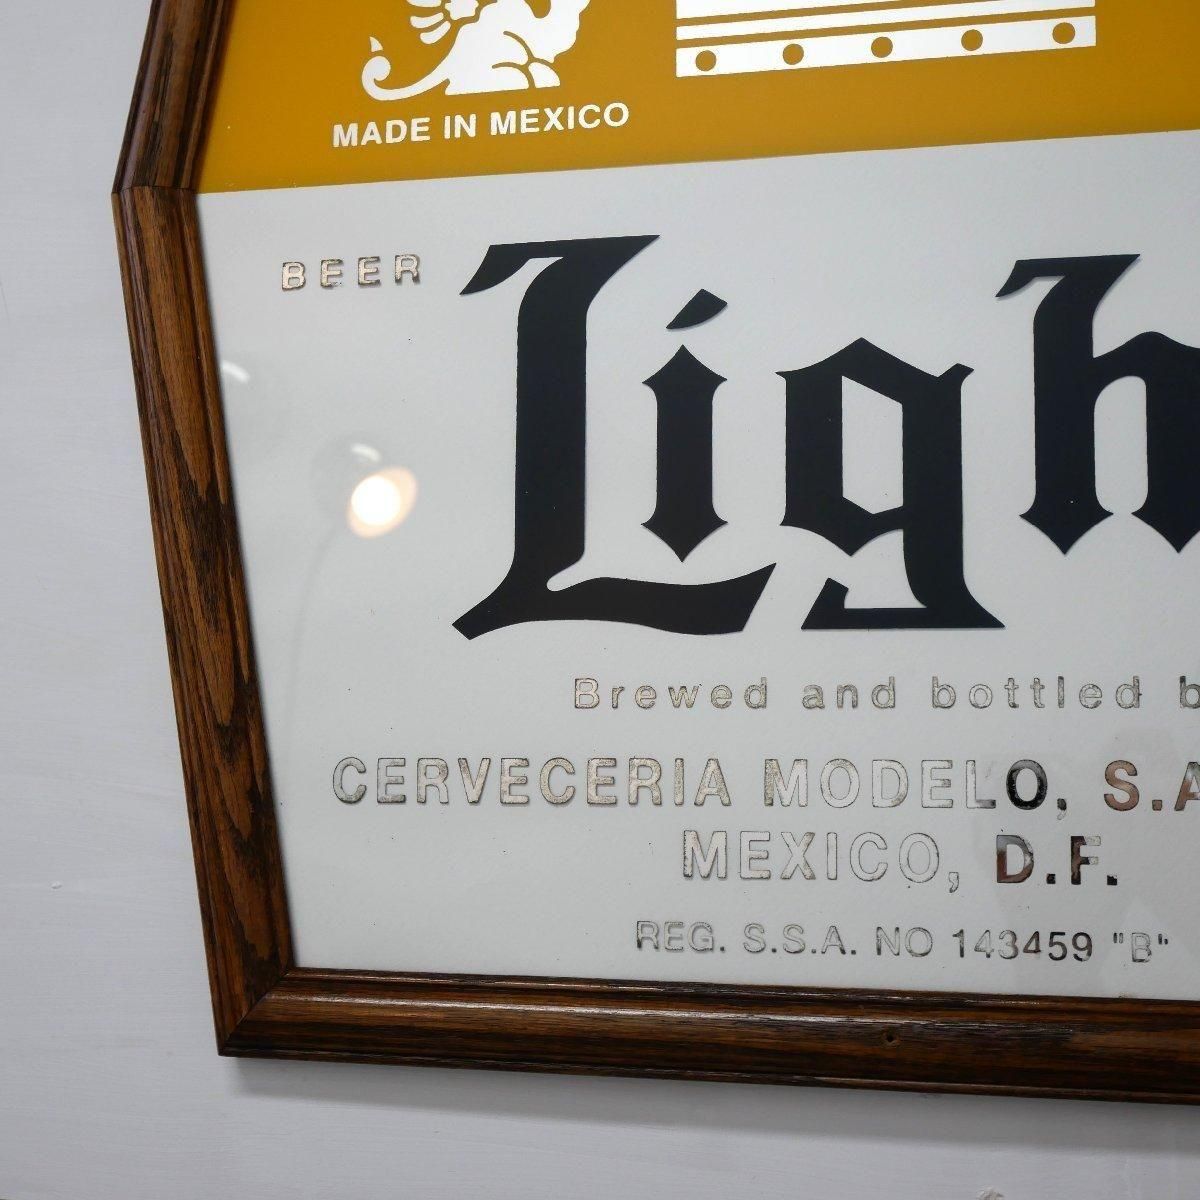 MADE IN MEXICO
BEER
Ligh
Brewed and bottled b
CERVECERIA MODELO, S.A
MEXICO, D.F.
REG. S.S.A. NO 143459 "B"